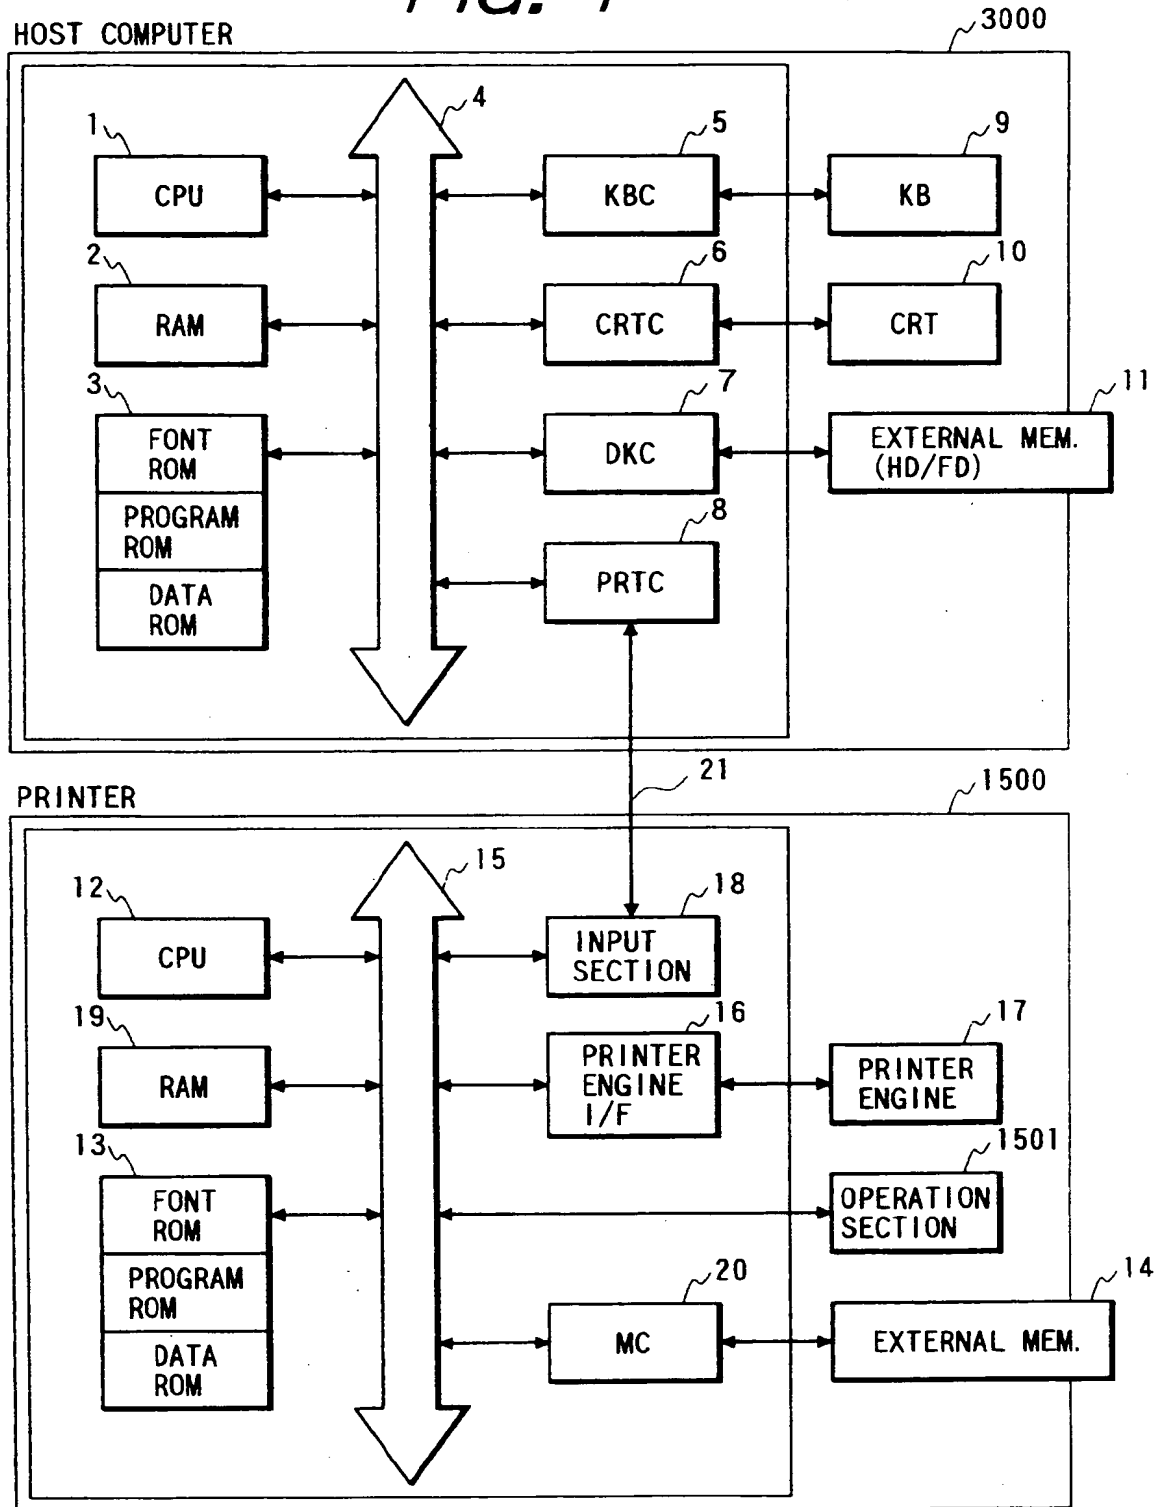 FIG. 1
HOST COMPUTER
3000
1
4
5
9
CPU
KBC
KB
2
6
10
RAM
CRTC
CRT
3
7
11
FONT
ROM
DKC
EXTERNAL MEM.
(HD/FD)
PROGRAM
ROM
8
DATA
ROM
PRTC
21
PRINTER
1500
12
15
18
CPU
INPUT
SECTION
19
16
17
RAM
PRINTER
ENGINE
I/F
PRINTER
ENGINE
13
1501
FONT
ROM
OPERATION
SECTION
PROGRAM
ROM
20
14
DATA
ROM
MC
EXTERNAL MEM.